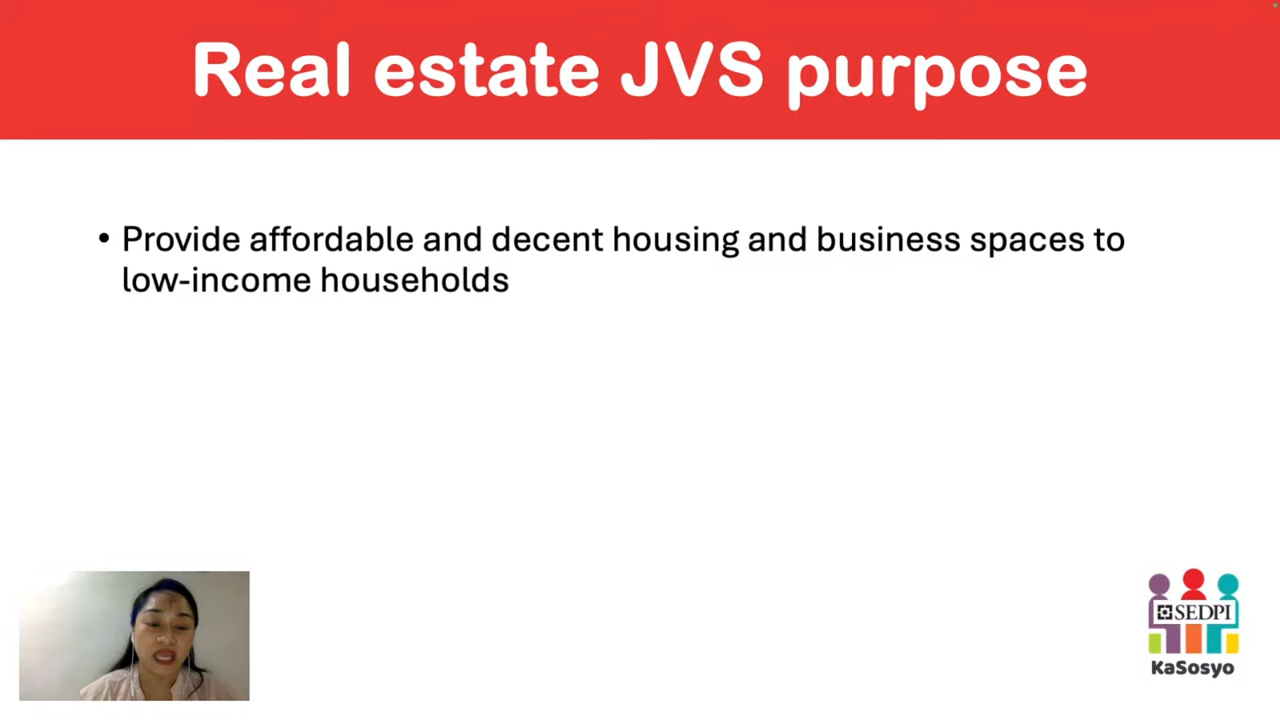 Real estate JVS purpose
• Provide affordable and decent housing and business spaces to
low-income households
SEDPI
KaSosyo